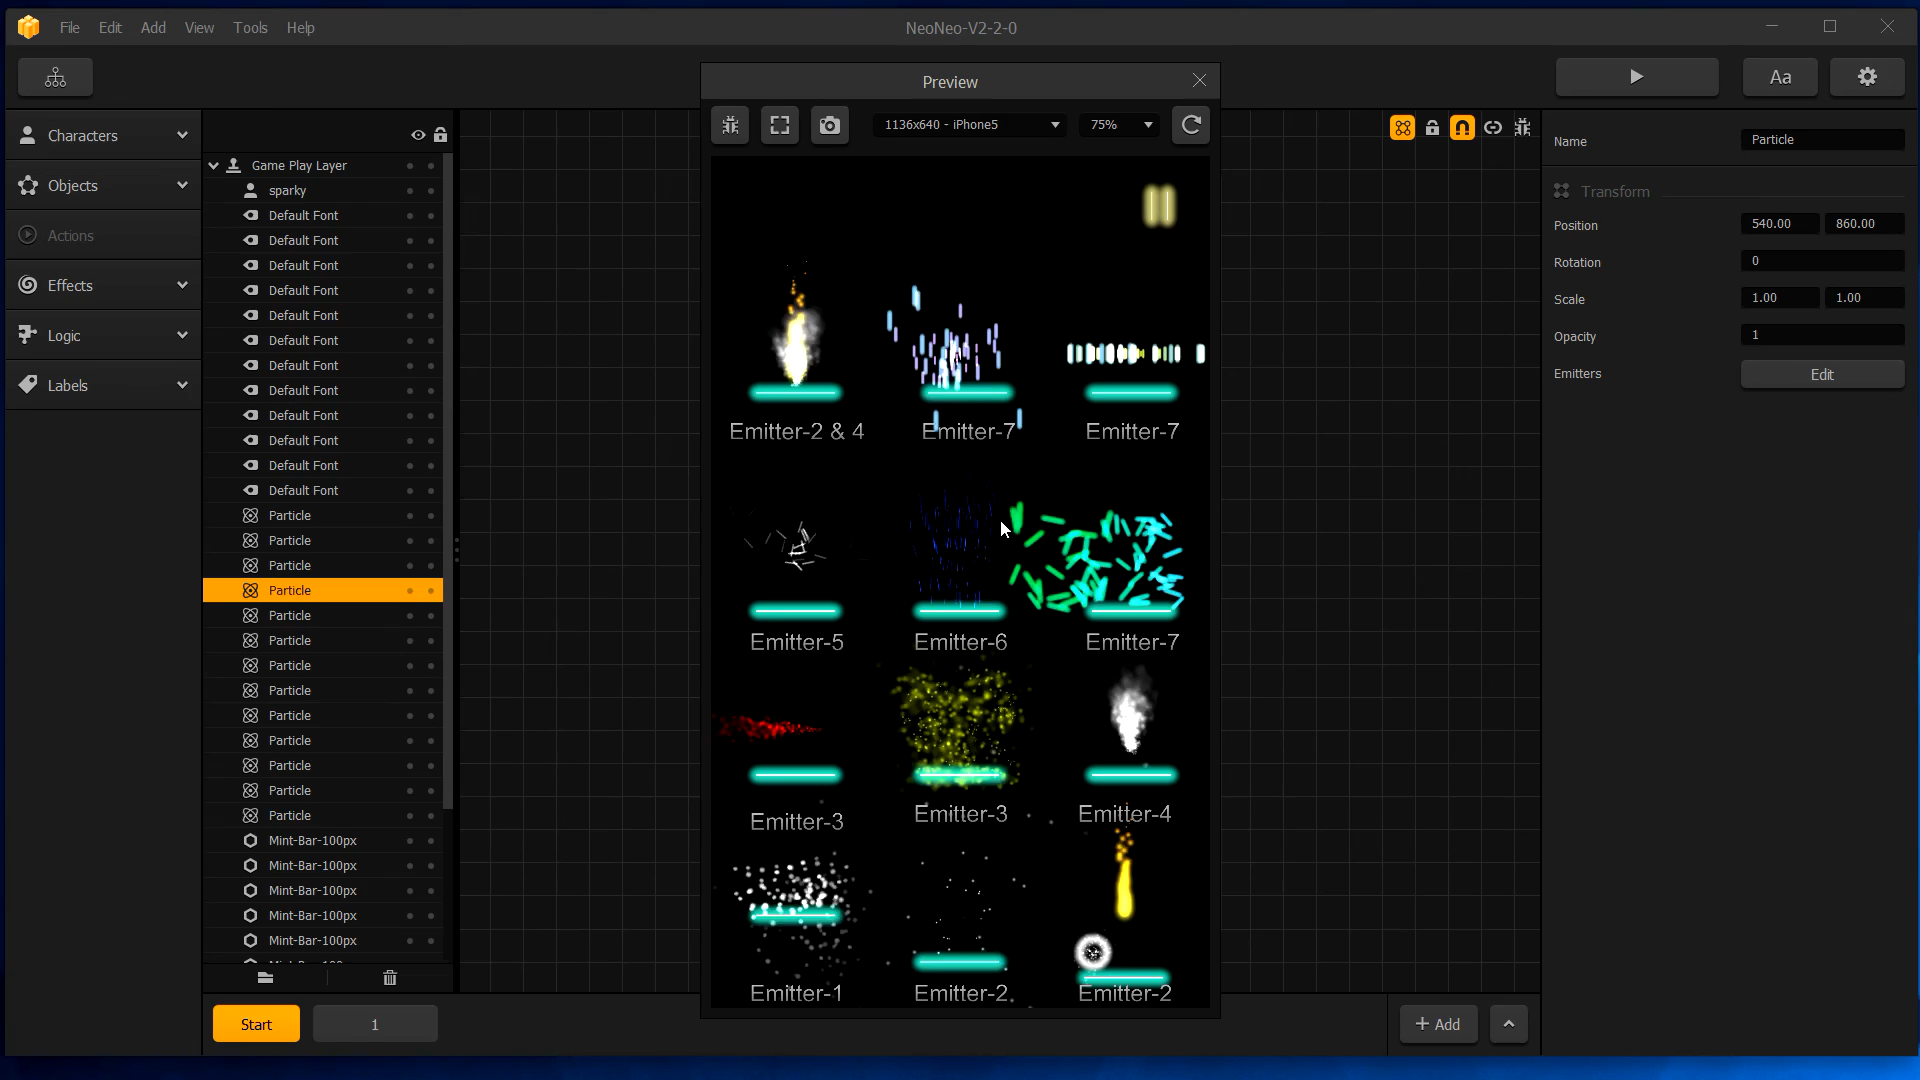 File Edit Add View Tools Help
NeoNeo-V2-2-0
Preview
Aa
Characters
Objects
Actions
Effects
Logic
Labels
Game Play Layer
sparky
Default Font
Default Font
Default Font
Default Font
Default Font
Default Font
Default Font
Default Font
Default Font
Default Font
Default Font
Default Font
Particle
Particle
Particle
Particle
Particle
Particle
Particle
Particle
Particle
Particle
Particle
Particle
Particle
Mint-Bar-100px
Mint-Bar-100px
Mint-Bar-100px
Mint-Bar-100px
Mint-Bar-100px
Start 1
1136x640 - iPhone5 75%
Emitter-2 & 4 Emitter-7 Emitter-7
Emitter-5 Emitter-6 Emitter-7
Emitter-3 Emitter-3 Emitter-4
Emitter-1 Emitter-2 Emitter-2
+ Add
Name Particle
Transform
Position 540.00 860.00
Rotation 0
Scale 1.00 1.00
Opacity 1
Emitters Edit